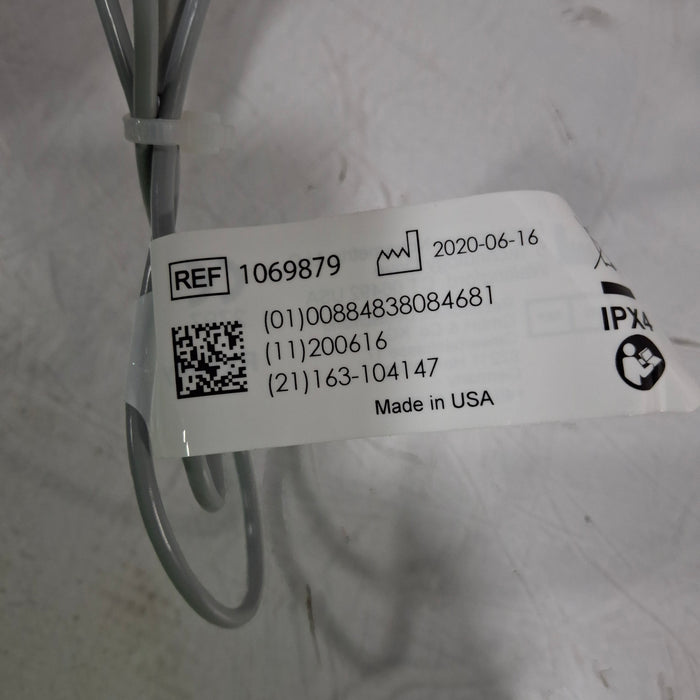 REF 1069879 2020-06-16
(01)00884838084681
(11)200616
(21)163-104147
Made in USA
IPX4